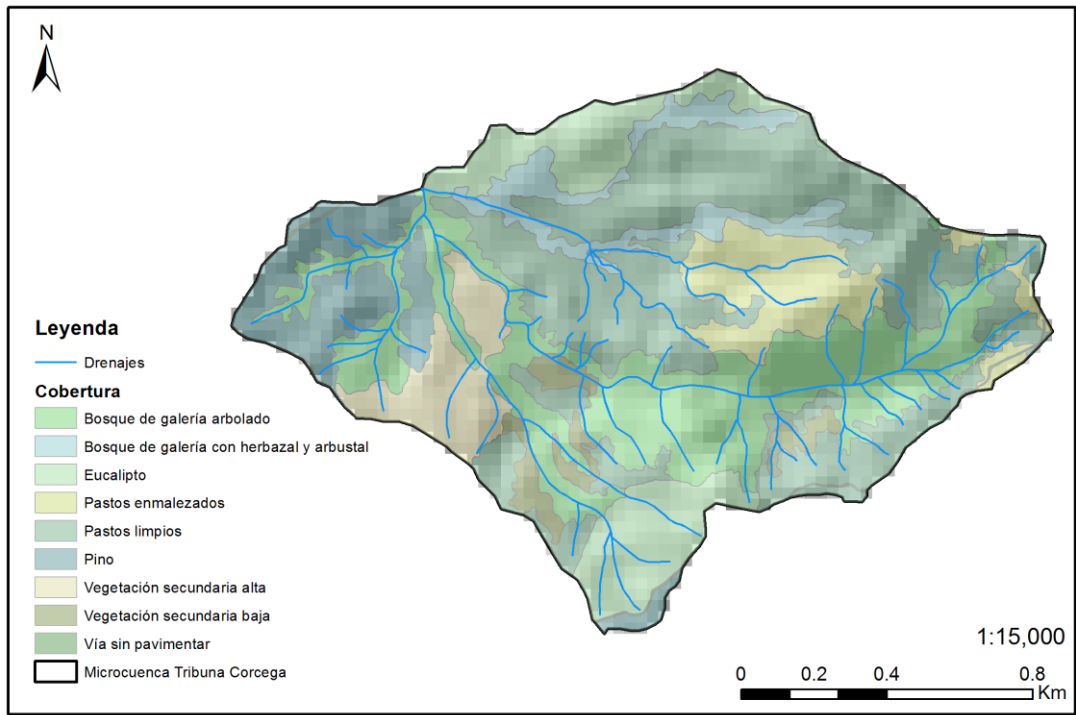 N
Leyenda
Drenajes
Cobertura
Bosque de galería arbolado
Bosque de galería con herbazal y arbustal
Eucalipto
Pastos enmalezados
Pastos limpios
Pino
Vegetación secundaria alta
Vegetación secundaria baja
Vía sin pavimentar
Microcuenca Tribuna Corcega
1:15,000
0 0.2 0.4 0.8
Km